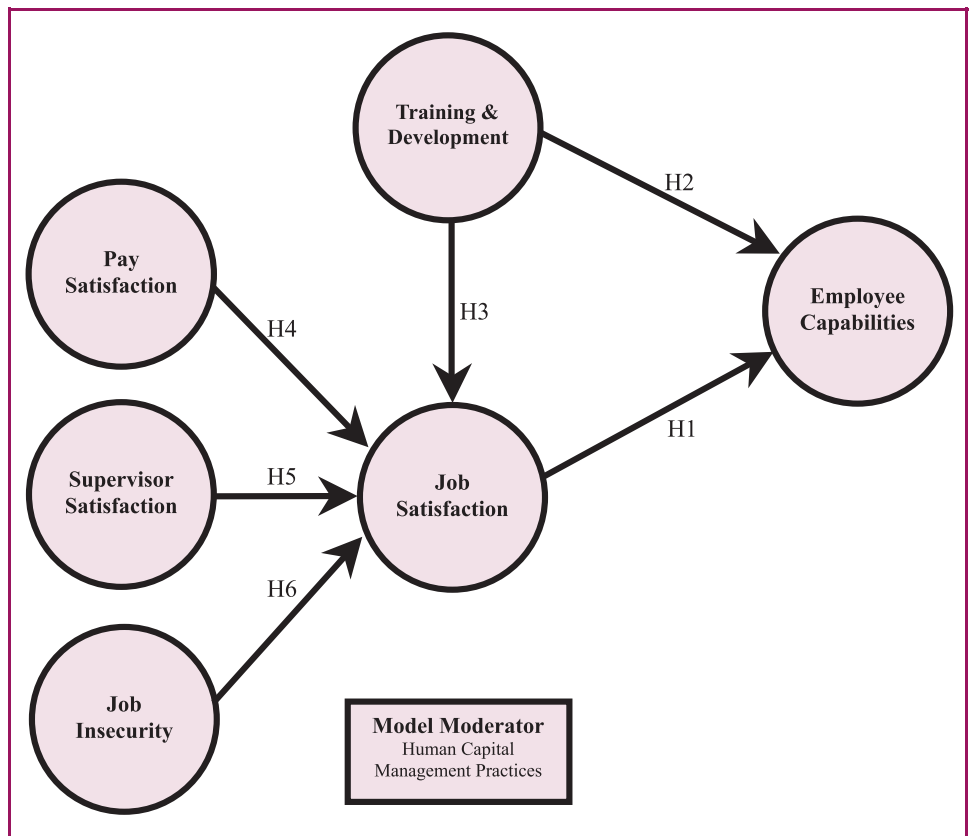 Training &
Development
H2
Pay
Satisfaction
Employee
Capabilities
H4
H3
H1
Supervisor
Satisfaction
H5
Job
Satisfaction
H6
Job
Insecurity
Model Moderator
Human Capital
Management Practices